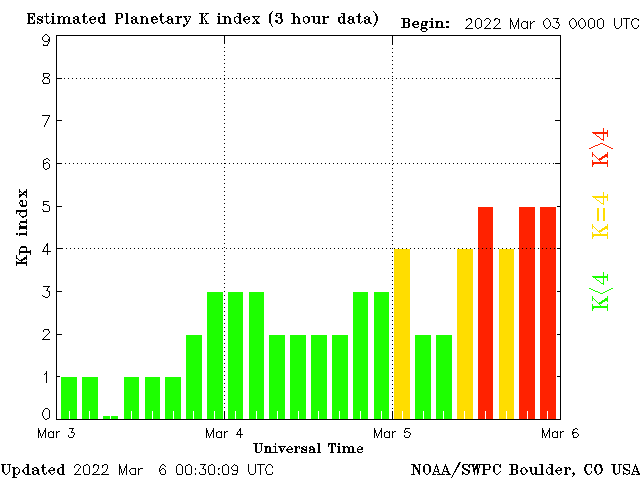 Estimated Planetary K index (3 hour data) Begin: 2022 Mar 03 0000 UTC
9
8
7
6
5
4
3
2
1
0
Kp index
K>4
K=4
K<4
Mar 3 Mar 4 Mar 5 Mar 6
Universal Time
Updated 2022 Mar 6 00:30:09 UTC NOAA/SWPC Boulder, CO USA